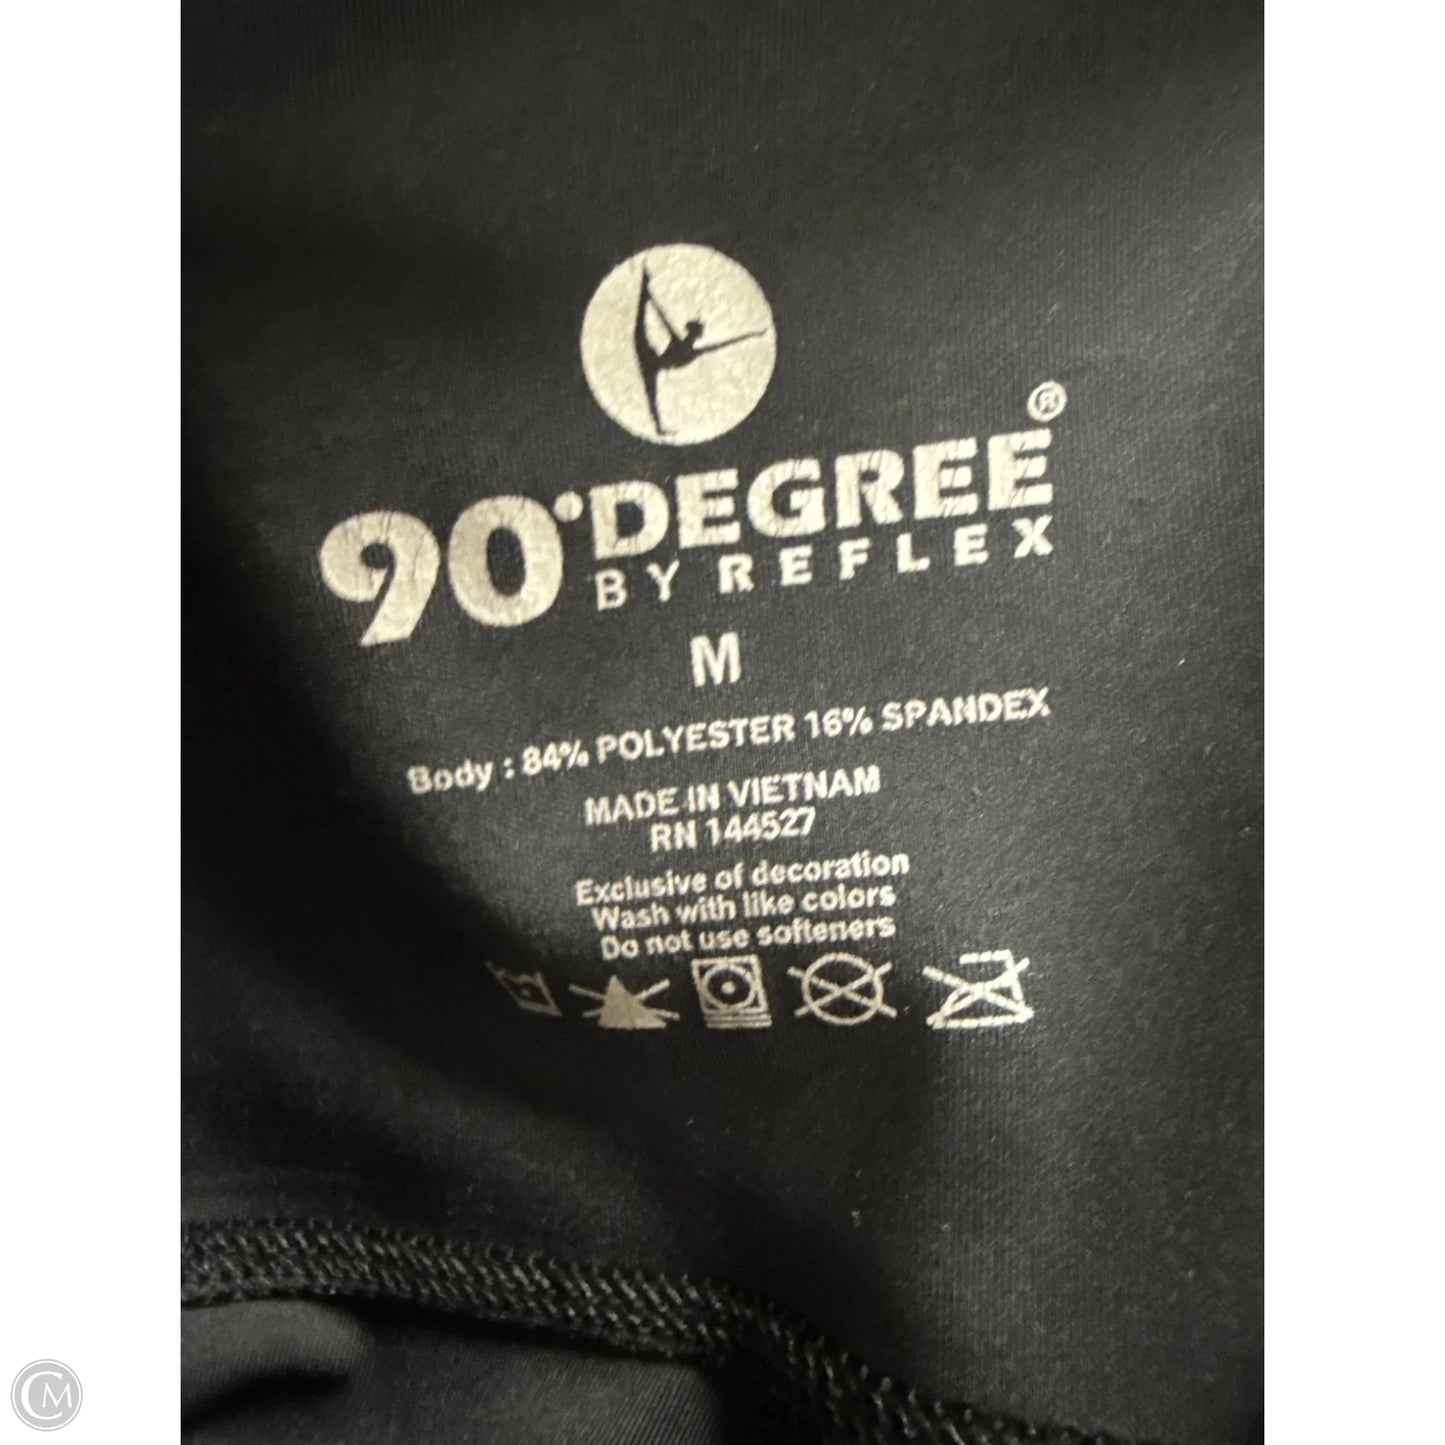 ®
90°DEGREE
BY REFLEX
M
Body : 84% POLYESTER 16% SPANDEX
MADE IN VIETNAM
RN 144527
Exclusive of decoration
Wash with like colors
Do not use softeners
CM